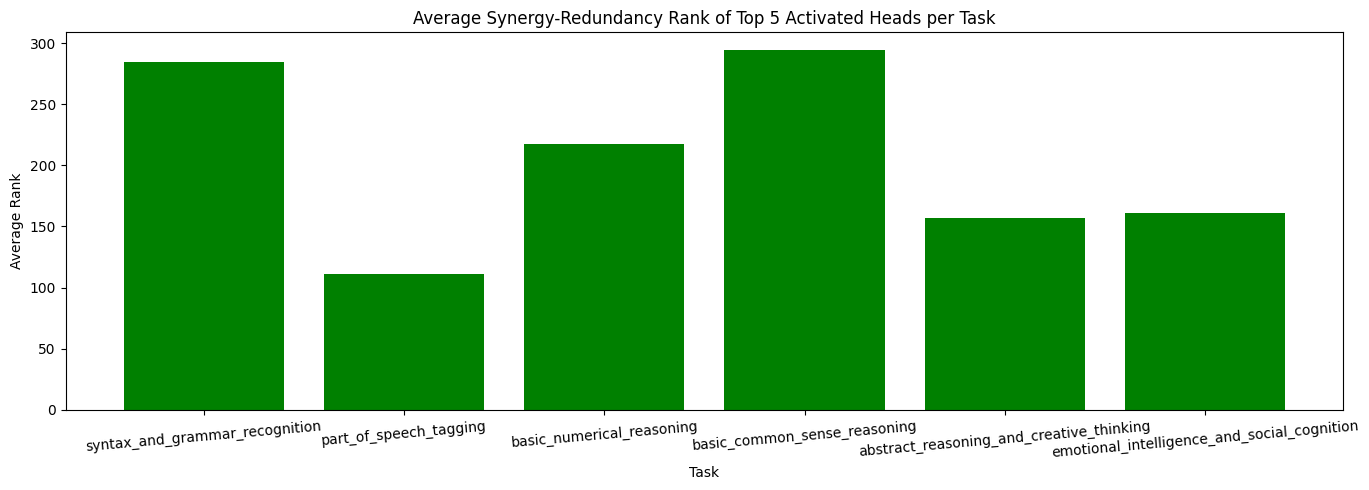 Average Synergy-Redundancy Rank of Top 5 Activated Heads per Task
300
250
200
150
100
50
0
Average Rank
syntax_and_grammar_recognition
part_of_speech_tagging
basic_numerical_reasoning
basic_common_sense_reasoning
abstract_reasoning_and_creative_thinking
emotional_intelligence_and_social_cognition
Task